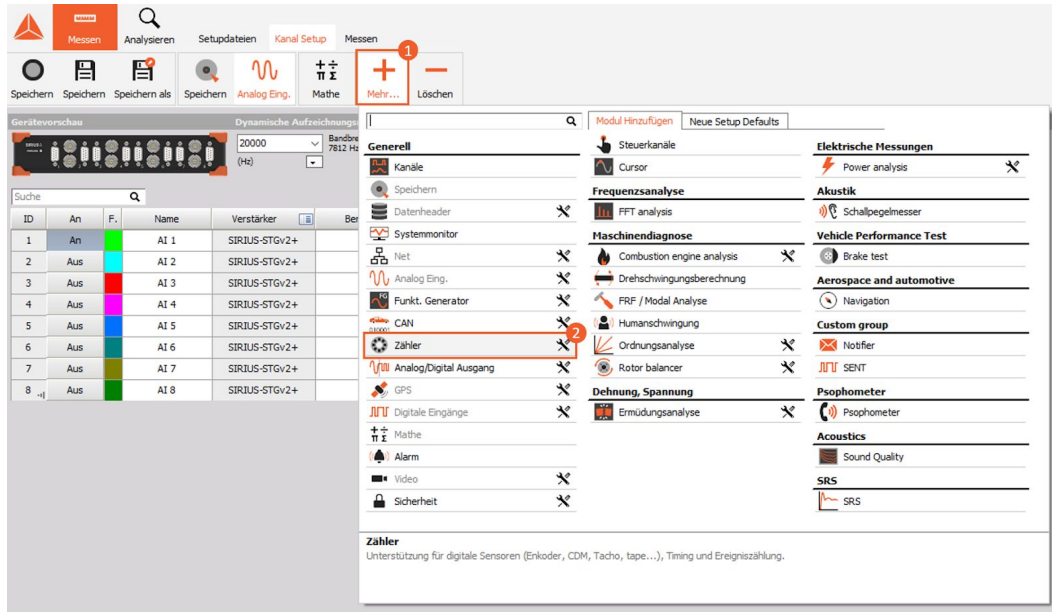 Messen
Analysieren
Setupdateien
Kanal Setup
Messen
1
Speichern
Speichern
Speichern als
Speichern
Analog Eing.
Mathe
Mehr...
Löschen
Gerätevorschau
Dynamische Aufzeichnungs
20000
Bandbre
7812 Hz
(Hz)
Suche
ID An F. Name Verstärker Ber
1 An AI 1 SIRIUS-STGv2+
2 Aus AI 2 SIRIUS-STGv2+
3 Aus AI 3 SIRIUS-STGv2+
4 Aus AI 4 SIRIUS-STGv2+
5 Aus AI 5 SIRIUS-STGv2+
6 Aus AI 6 SIRIUS-STGv2+
7 Aus AI 7 SIRIUS-STGv2+
8 Aus AI 8 SIRIUS-STGv2+
Generell
Kanäle
Speichern
Datenheader
Systemmonitor
Net
Analog Eing.
FG
Funkt. Generator
CAN
2
Zähler
Analog/Digital Ausgang
GPS
Digitale Eingänge
Mathe
Alarm
Video
Sicherheit
Modul Hinzufügen
Neue Setup Defaults
Steuerkanäle
Cursor
Frequenzsanalyse
FFT analysis
Maschinendiagnose
Combustion engine analysis
Drehschwingungsberechnung
FRF / Modal Analyse
Humanschwingung
Ordnungsanalyse
Rotor balancer
Dehnung, Spannung
Ermüdungsanalyse
Elektrische Messungen
Power analysis
Akustik
Schallpegelmesser
Vehicle Performance Test
Brake test
Aerospace and automotive
Navigation
Custom group
Notifier
SENT
Psophometer
Psophometer
Acoustics
Sound Quality
SRS
SRS
Zähler
Unterstützung für digitale Sensoren (Enkoder, CDM, Tacho, tape...), Timing und Ereigniszählung.